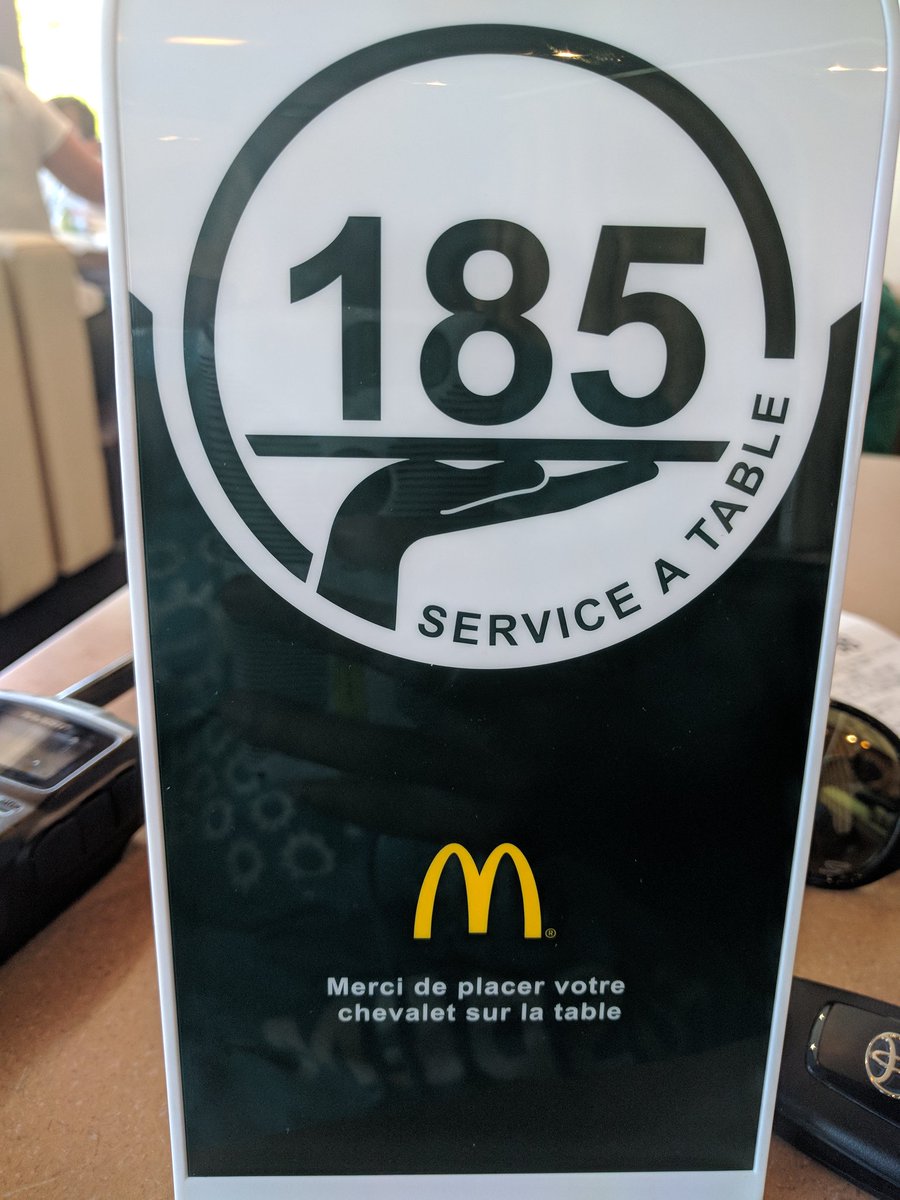 185
SERVICE A TABLE
®
Merci de placer votre
chevalet sur la table